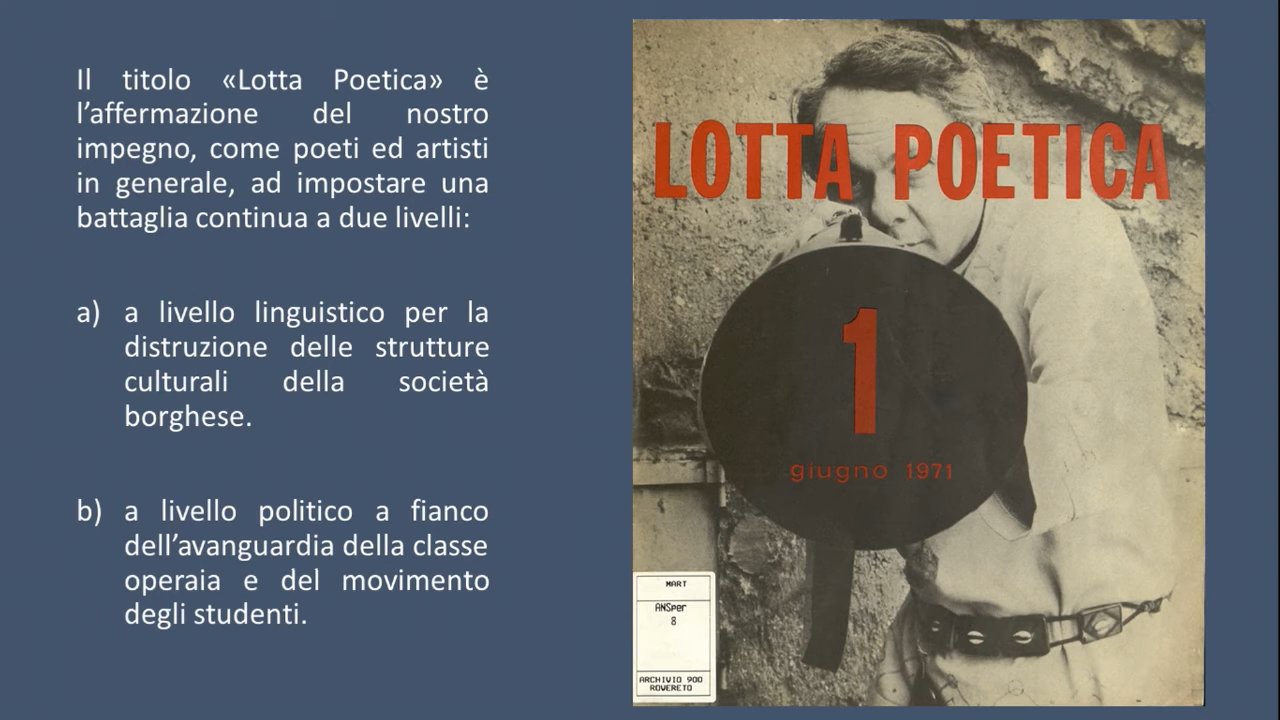 Il titolo «Lotta Poetica» è
l’affermazione del nostro
impegno, come poeti ed artisti
in generale, ad impostare una
battaglia continua a due livelli:
a) a livello linguistico per la
distruzione delle strutture
culturali della società
borghese.
b) a livello politico a fianco
dell’avanguardia della classe
operaia e del movimento
degli studenti.
LOTTA POETICA
1
giugno 1971
MART
ANSper
8
ARCHIVIO 900
ROVERETO